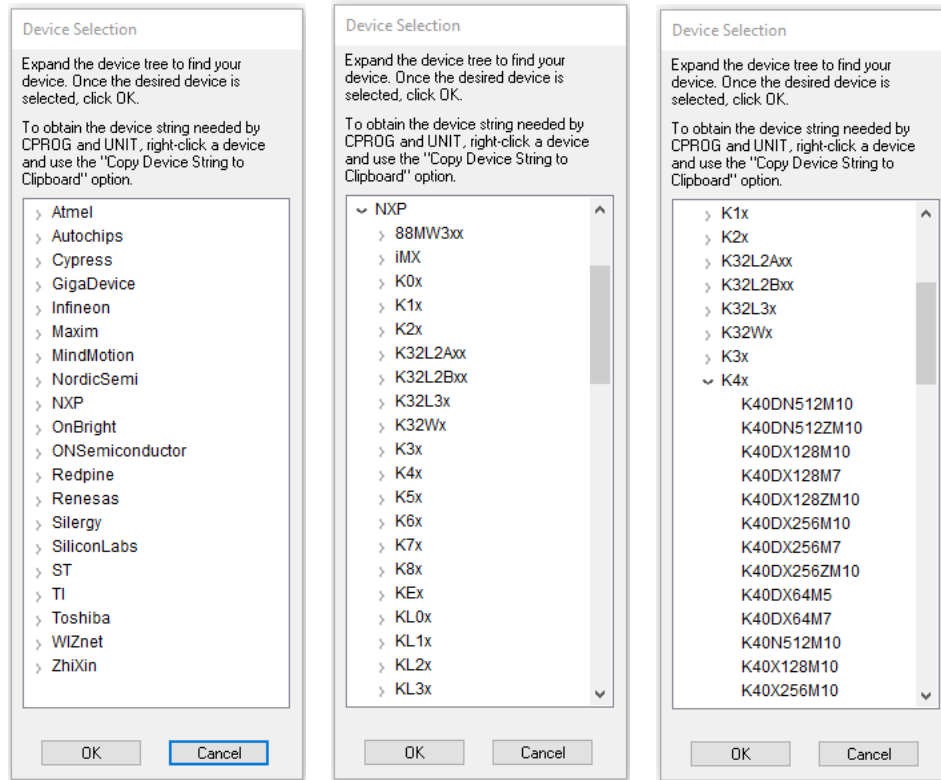 Device Selection
Expand the device tree to find your
device. Once the desired device is
selected, click OK.
To obtain the device string needed by
CPROG and UNIT, right-click a device
and use the "Copy Device String to
Clipboard" option.
Atmel
Autochips
Cypress
GigaDevice
Infineon
Maxim
MindMotion
NordicSemi
NXP
OnBright
ONSemiconductor
Redpine
Renesas
Silergy
SiliconLabs
ST
TI
Toshiba
WIZnet
ZhiXin
OK
Cancel
Device Selection
Expand the device tree to find your
device. Once the desired device is
selected, click OK.
To obtain the device string needed by
CPROG and UNIT, right-click a device
and use the "Copy Device String to
Clipboard" option.
NXP
88MW3xx
iMX
K0x
K1x
K2x
K32L2Axx
K32L2Bxx
K32L3x
K32Wx
K3x
K4x
K5x
K6x
K7x
K8x
KEx
KL0x
KL1x
KL2x
KL3x
OK
Cancel
Device Selection
Expand the device tree to find your
device. Once the desired device is
selected, click OK.
To obtain the device string needed by
CPROG and UNIT, right-click a device
and use the "Copy Device String to
Clipboard" option.
K1x
K2x
K32L2Axx
K32L2Bxx
K32L3x
K32Wx
K3x
K4x
K40DN512M10
K40DN512ZM10
K40DX128M10
K40DX128M7
K40DX128ZM10
K40DX256M10
K40DX256M7
K40DX256ZM10
K40DX64M5
K40DX64M7
K40N512M10
K40X128M10
K40X256M10
OK
Cancel